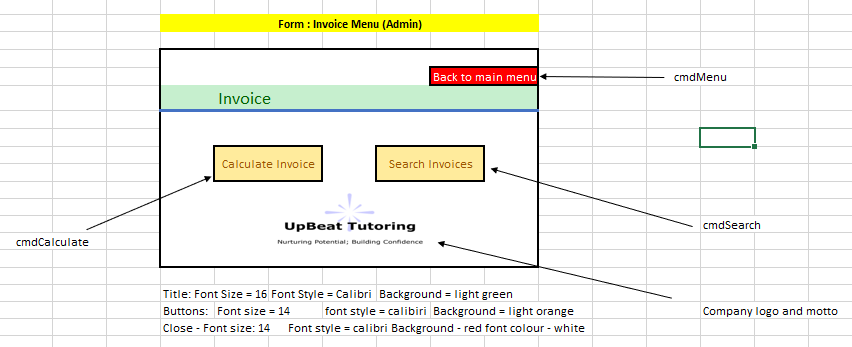 Form : Invoice Menu (Admin)
Back to main menu
cmdMenu
Invoice
Calculate Invoice
Search Invoices
UpBeat Tutoring
cmdSearch
Nurturing Potential; Building Confidence
cmdCalculate
Title: Font Size = 16 Font Style = Calibri Background = light green
Buttons: Font size = 14 font style = calibiri Background = light orange
Company logo and motto
Close - Font size: 14 Font style = calibri Background - red font colour - white